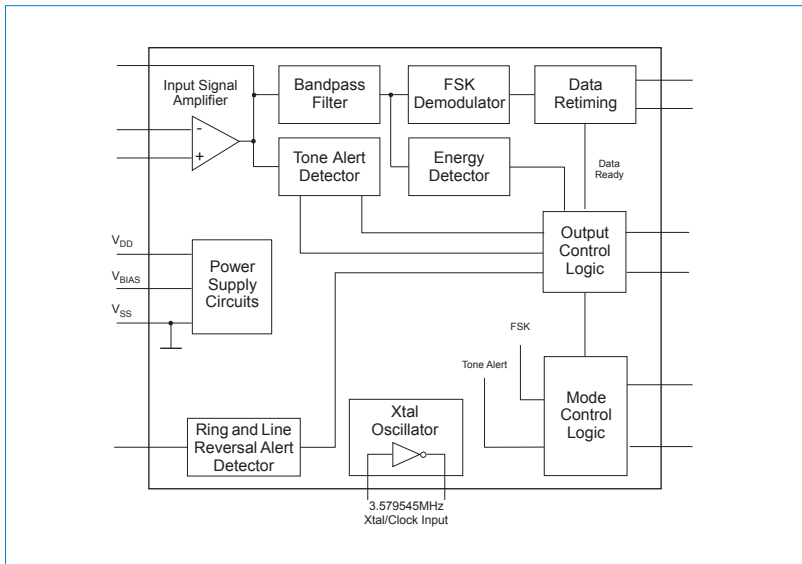 Input Signal
Amplifier
-
+
Bandpass
Filter
FSK
Demodulator
Data
Retiming
Tone Alert
Detector
Energy
Detector
Data
Ready
Output
Control
Logic
VDD
VBIAS
VSS
Power
Supply
Circuits
FSK
Tone Alert
Mode
Control
Logic
Ring and Line
Reversal Alert
Detector
Xtal
Oscillator
3.579545MHz
Xtal/Clock Input